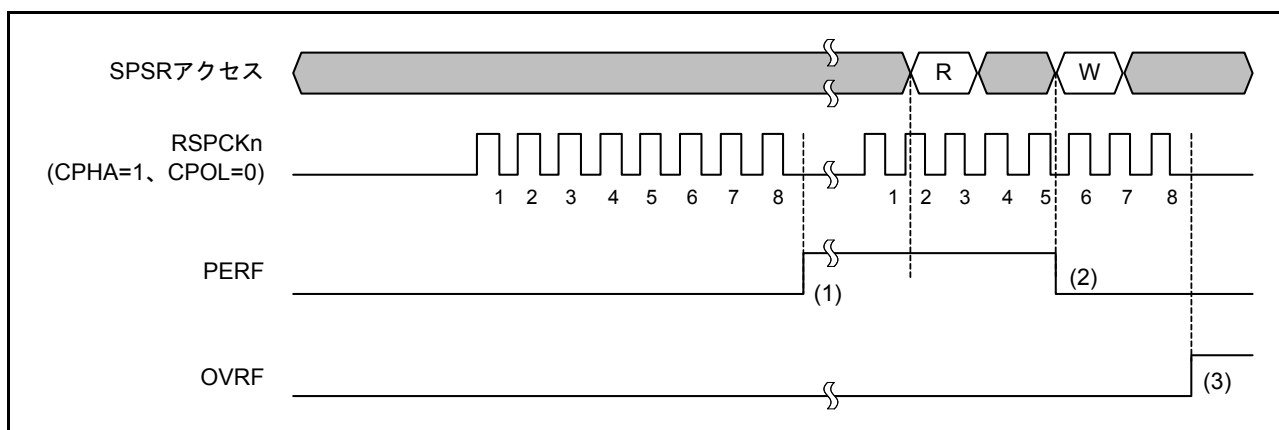 SPSRアクセス
R
W
RSPCKn
(CPHA=1、CPOL=0)
1 2 3 4 5 6 7 8 1 2 3 4 5 6 7 8
PERF
(1)
(2)
OVRF
(3)